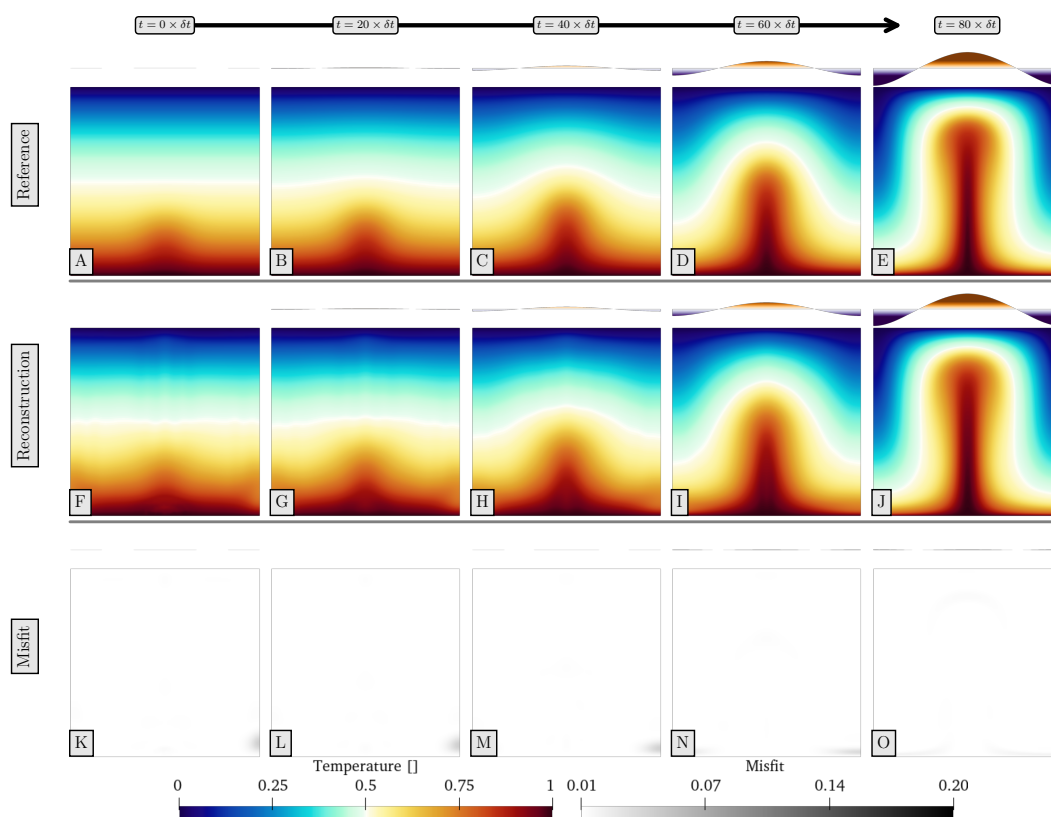 t = 0 × δt
t = 20 × δt
t = 40 × δt
t = 60 × δt
t = 80 × δt
Reference
A
B
C
D
E
Reconstruction
F
G
H
I
J
Misfit
K
L
M
N
O
Temperature []
0 0.25 0.5 0.75 1
Misfit
0.01 0.07 0.14 0.20